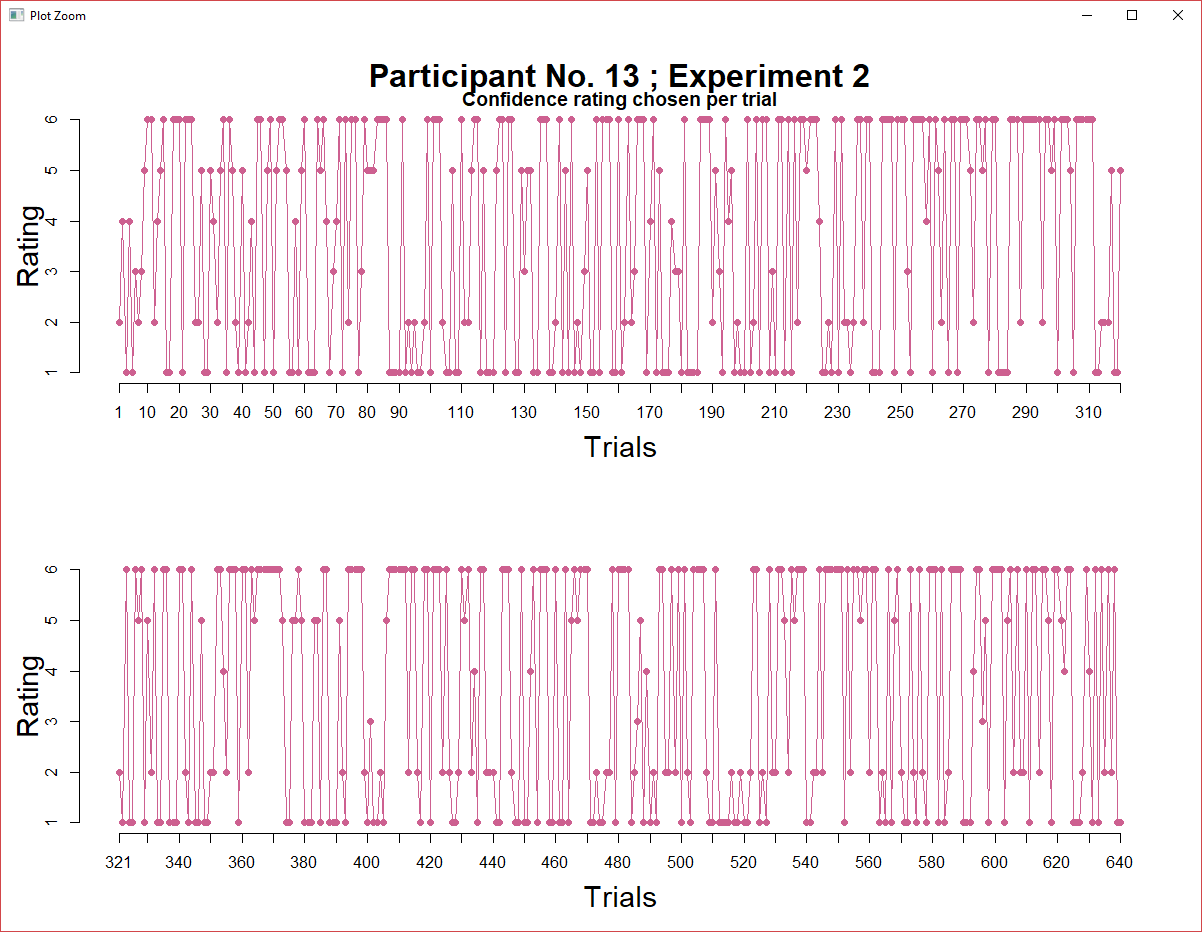 Plot Zoom
Participant No. 13 ; Experiment 2
Confidence rating chosen per trial
6
5
4
3
2
1
Rating
1 10 20 30 40 50 60 70 80 90 110 130 150 170 190 210 230 250 270 290 310
Trials
6
5
4
3
2
1
Rating
321 340 360 380 400 420 440 460 480 500 520 540 560 580 600 620 640
Trials